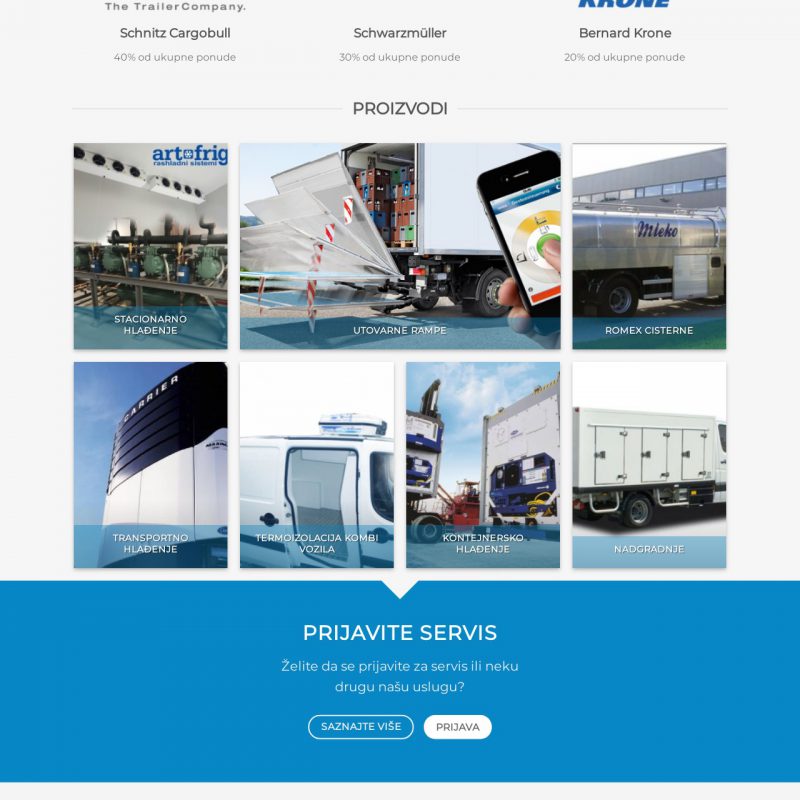 The TrailerCompany.
KRONE
Schnitz Cargobull
Schwarzmüller
Bernard Krone
40% od ukupne ponude
30% od ukupne ponude
20% od ukupne ponude
PROIZVODI
artofrig
rashladni sistemi
STACIONARNO
HLAĐENJE
UTOVARNE RAMPE
Mleko
ROMEX CISTERNE
CARRIER
TRANSPORTNO
HLAĐENJE
TERMOIZOLACIJA KOMBI
VOZILA
KONTEJNERSKO
HLAĐENJE
NADGRADNJE
PRIJAVITE SERVIS
Želite da se prijavite za servis ili neku
drugu našu uslugu?
SAZNAJTE VIŠE
PRIJAVA